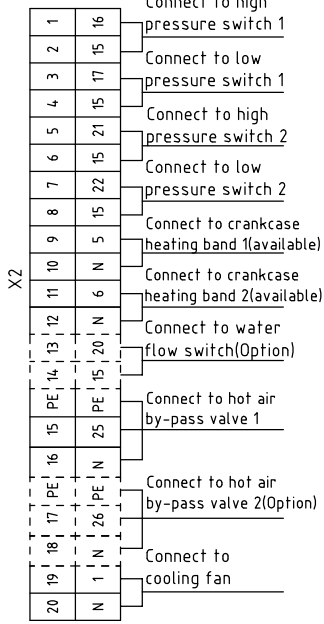 Connect to high
1 16 pressure switch 1
2 15
Connect to low
3 17 pressure switch 1
4 15
Connect to high
5 21 pressure switch 2
6 15
Connect to low
7 22 pressure switch 2
8 15
Connect to crankcase
9 5 heating band 1(available)
10 N
X2
Connect to crankcase
11 6 heating band 2(available)
12 N
Connect to water
13 20 flow switch(Option)
14 15
PE PE Connect to hot air
15 25 by-pass valve 1
16 N
PE PE Connect to hot air
17 26 by-pass valve 2(Option)
18 N
Connect to
19 1 cooling fan
20 N